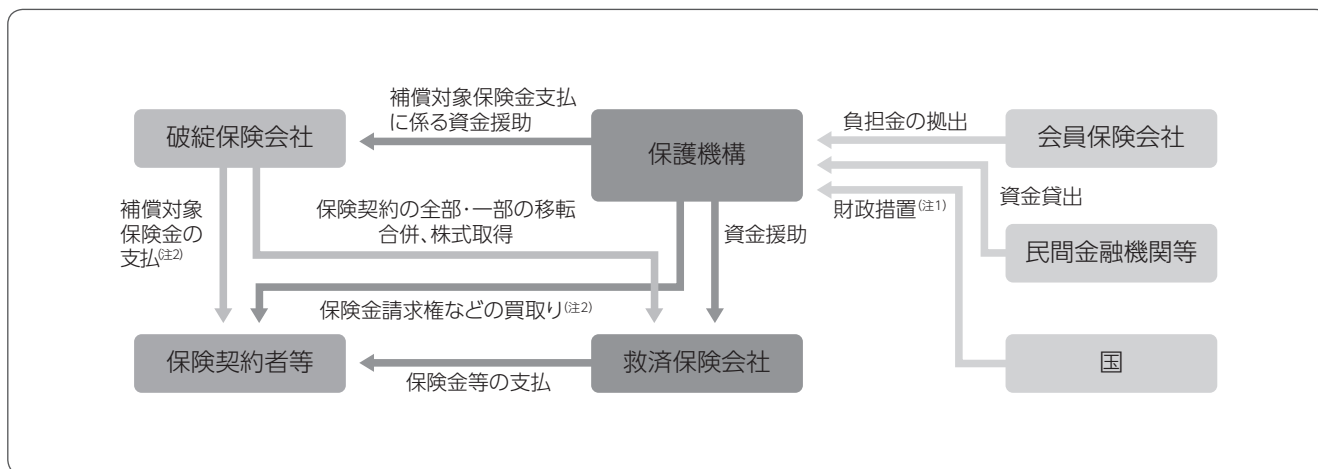 補償対象保険金支払
に係る資金援助
破綻保険会社
保護機構
負担金の拠出
会員保険会社
補償対象
保険金の
支払(注2)
保険契約の全部・一部の移転
合併、株式取得
資金援助
財政措置(注1)
資金貸出
民間金融機関等
保険金請求権などの買取り(注2)
保険契約者等
保険金等の支払
救済保険会社
国